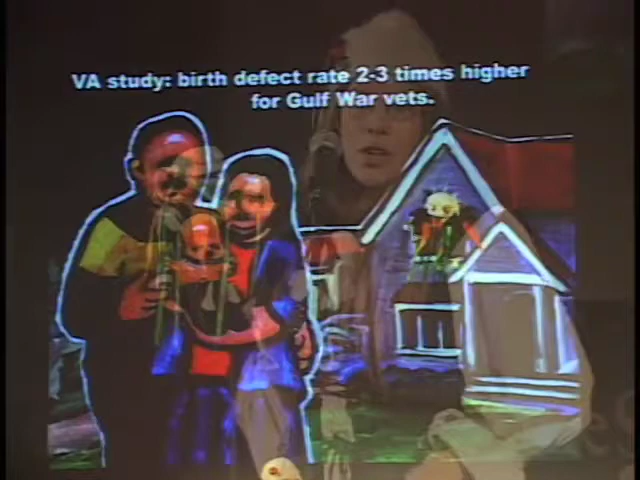 VA study: birth defect rate 2-3 times higher
for Gulf War vets.